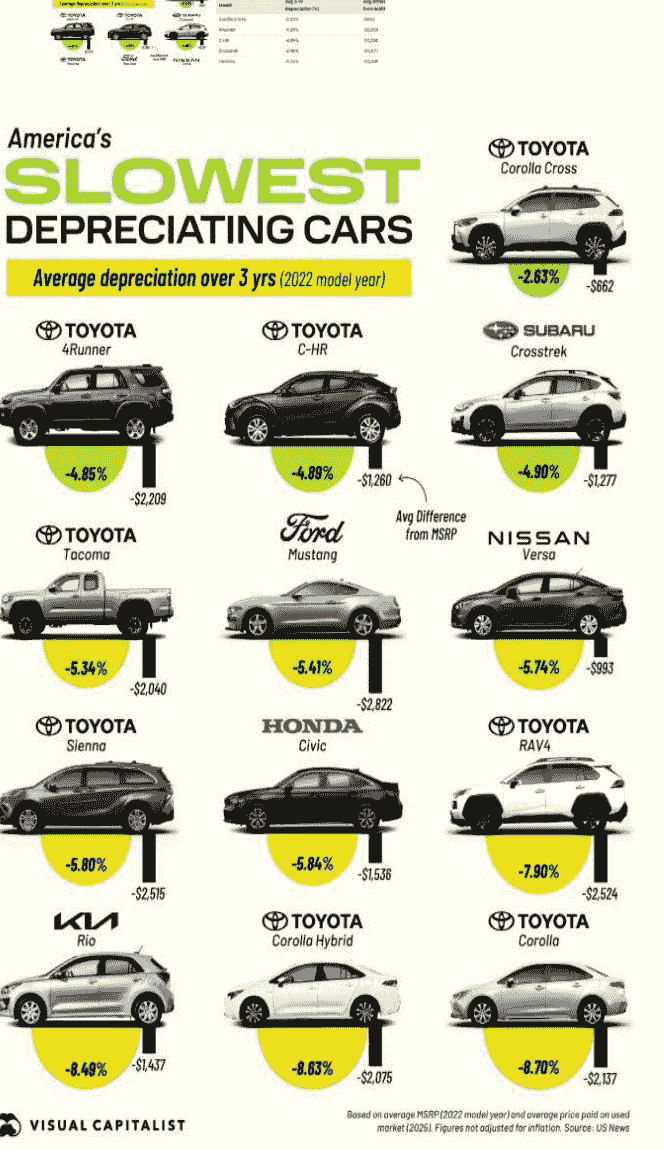 America's
SLOWEST
DEPRECIATING CARS
Average depreciation over 3 yrs (2022 model year)
TOYOTA
Corolla Cross
-2.63%
-$662
TOYOTA
4Runner
-4.85%
-$2,209
TOYOTA
C-HR
-4.89%
-$1,260
Avg Difference
from MSRP
SUBARU
Crosstrek
-4.90%
-$1,277
TOYOTA
Tacoma
-5.34%
-$2,040
Ford
Mustang
-5.41%
-$2,822
NISSAN
Versa
-5.74%
-$993
TOYOTA
Sienna
-5.80%
-$2,515
HONDA
Civic
-5.84%
-$1,536
TOYOTA
RAV4
-7.90%
-$2,524
KIA
Rio
-8.49%
-$1,437
TOYOTA
Corolla Hybrid
-8.63%
-$2,075
TOYOTA
Corolla
-8.70%
-$2,137
VISUAL CAPITALIST
Based on average MSRP (2022 model year) and average price paid on used
market (2025). Figures not adjusted for inflation. Source: US News